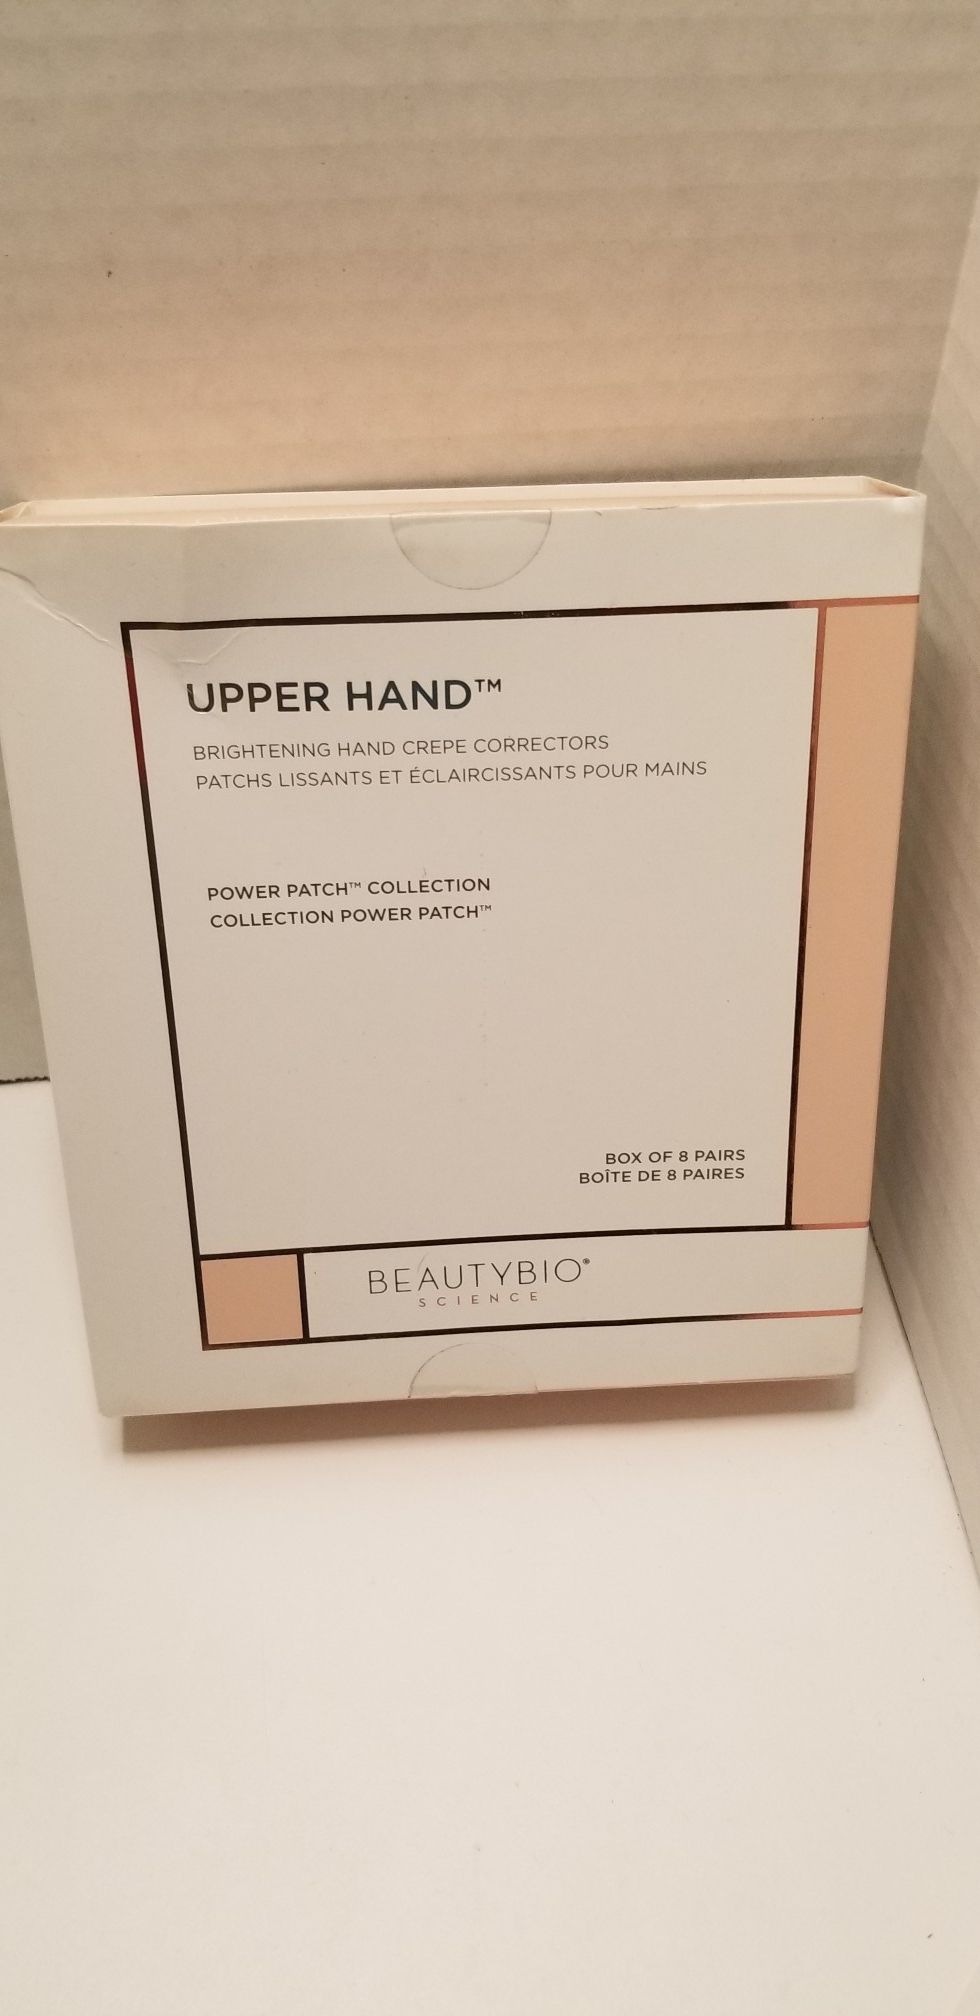 UPPER HAND™
BRIGHTENING HAND CREPE CORRECTORS
PATCHS LISSANTS ET ÉCLAIRCISSANTS POUR MAINS
POWER PATCH™ COLLECTION
COLLECTION POWER PATCH™
BOX OF 8 PAIRS
BOÎTE DE 8 PAIRES
BEAUTYBIO®
SCIENCE